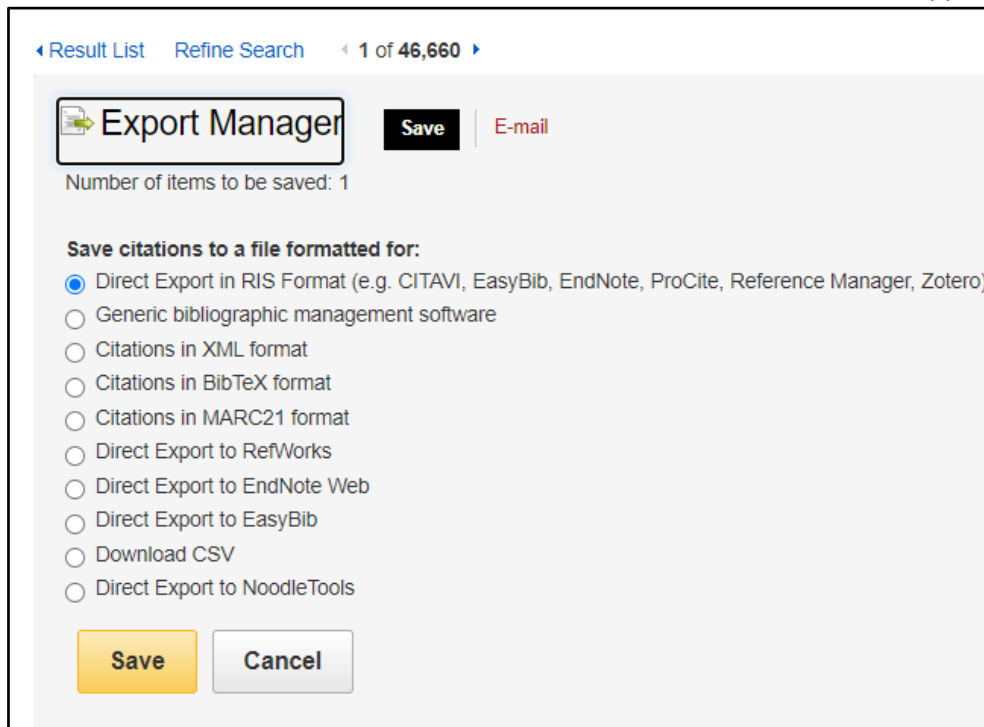 Result List Refine Search 1 of 46,660
Export Manager Save E-mail
Number of items to be saved: 1
Save citations to a file formatted for:
Direct Export in RIS Format (e.g. CITAVI, EasyBib, EndNote, ProCite, Reference Manager, Zotero)
Generic bibliographic management software
Citations in XML format
Citations in BibTeX format
Citations in MARC21 format
Direct Export to RefWorks
Direct Export to EndNote Web
Direct Export to EasyBib
Download CSV
Direct Export to NoodleTools
Save Cancel